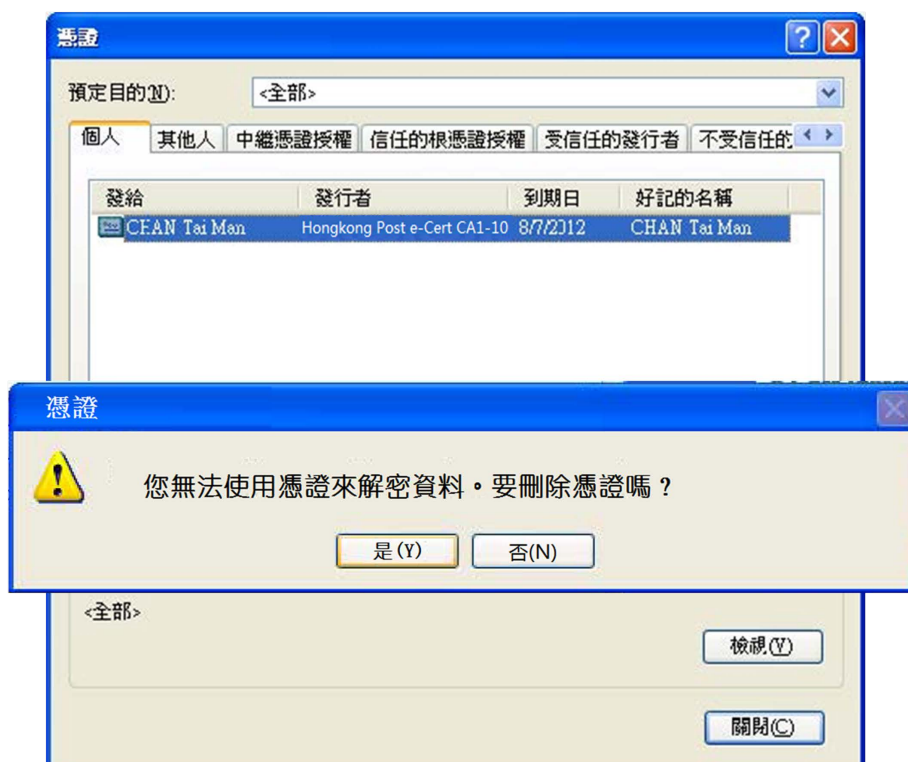 憑證
預定目的(N): <全部>
個人 其他人 中繼憑證授權 信任的根憑證授權 受信任的發行者 不受信任的
發給 發行者 到期日 好記的名稱
CHAN Tai Man Hongkong Post e-Cert CA1-10 8/7/2012 CHAN Tai Man
憑證
您無法使用憑證來解密資料。要刪除憑證嗎？
是(Y) 否(N)
<全部>
檢視(V)
關閉(C)